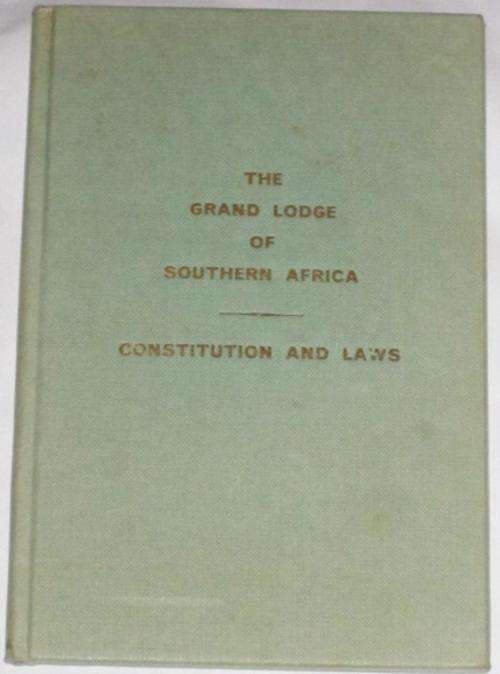 THE
GRAND LODGE
OF
SOUTHERN AFRICA
CONSTITUTION AND LAWS